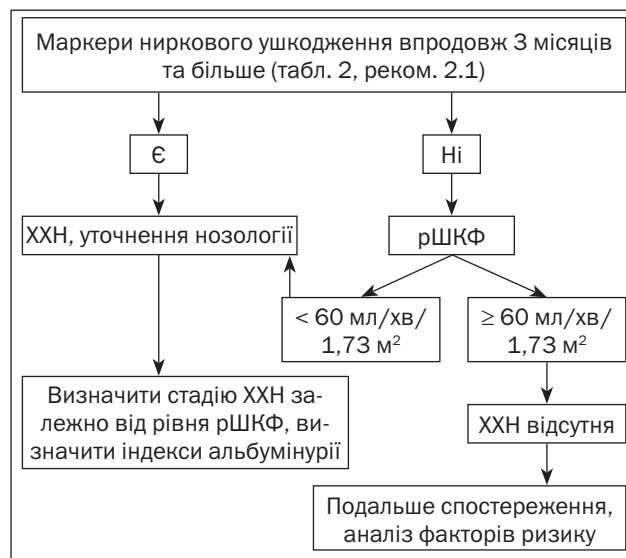 Маркери ниркового ушкодження впродовж 3 місяців
та більше (табл. 2, реком. 2.1)
Є
Ні
ХХН, уточнення нозології
рШКФ
< 60 мл/хв/
1,73 м²
≥ 60 мл/хв/
1,73 м²
Визначити стадію ХХН за-
лежно від рівня рШКФ, ви-
значити індекси альбумінурії
ХХН відсутня
Подальше спостереження,
аналіз факторів ризику